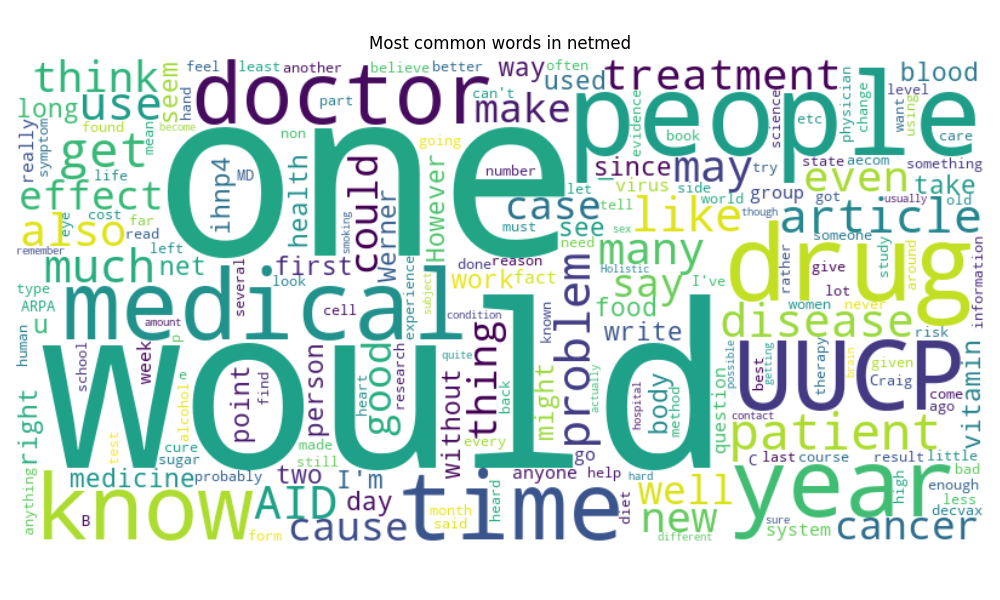 Most common words in netmed
think
seem
feel
least
another
believe
better
often
way
used
treatment
blood
long
use
hand
doctor
part
can't
make
people
evidence
book
science
etc
physician
change
level
want
using
care
really
symptom
found
mean
become
non
going
get
life
one
ihnp4
MD
health
could
However
number
since
may
try
state
aecom
something
effect
eye
cost
far
read
smoking
Werner
let
virus
side
group
got
usually
even
take
old
also
case
must
see
tell
world
like
though
article
remember
much
left
net
several
first
look
done
reason
need
sex
many
someone
study
around
information
type
ARPA
u
medical
cell
experience
subject
work
fact
Holistic
say
I've
rather
give
lot
drug
human
amount
p
condition
known
problem
food
women
never
write
disease
risk
would
school
week
e
alcohol
point
find
person
heart
good
research
quite
back
without
thing
might
actually
hospital
body
method
question
possible
best
getting
UUCP
therapy
brain
given
Craig
come
ago
vitamin
right
test
cure
sugar
made
still
every
go
contact
patient
medicine
probably
two
I'm
anyone
help
hard
C
last
course
result
little
anything
know
B
form
AID
day
cause
month
said
heard
time
diet
well
new
different
year
sure
system
high
enough
bad
less
decvax
cancer